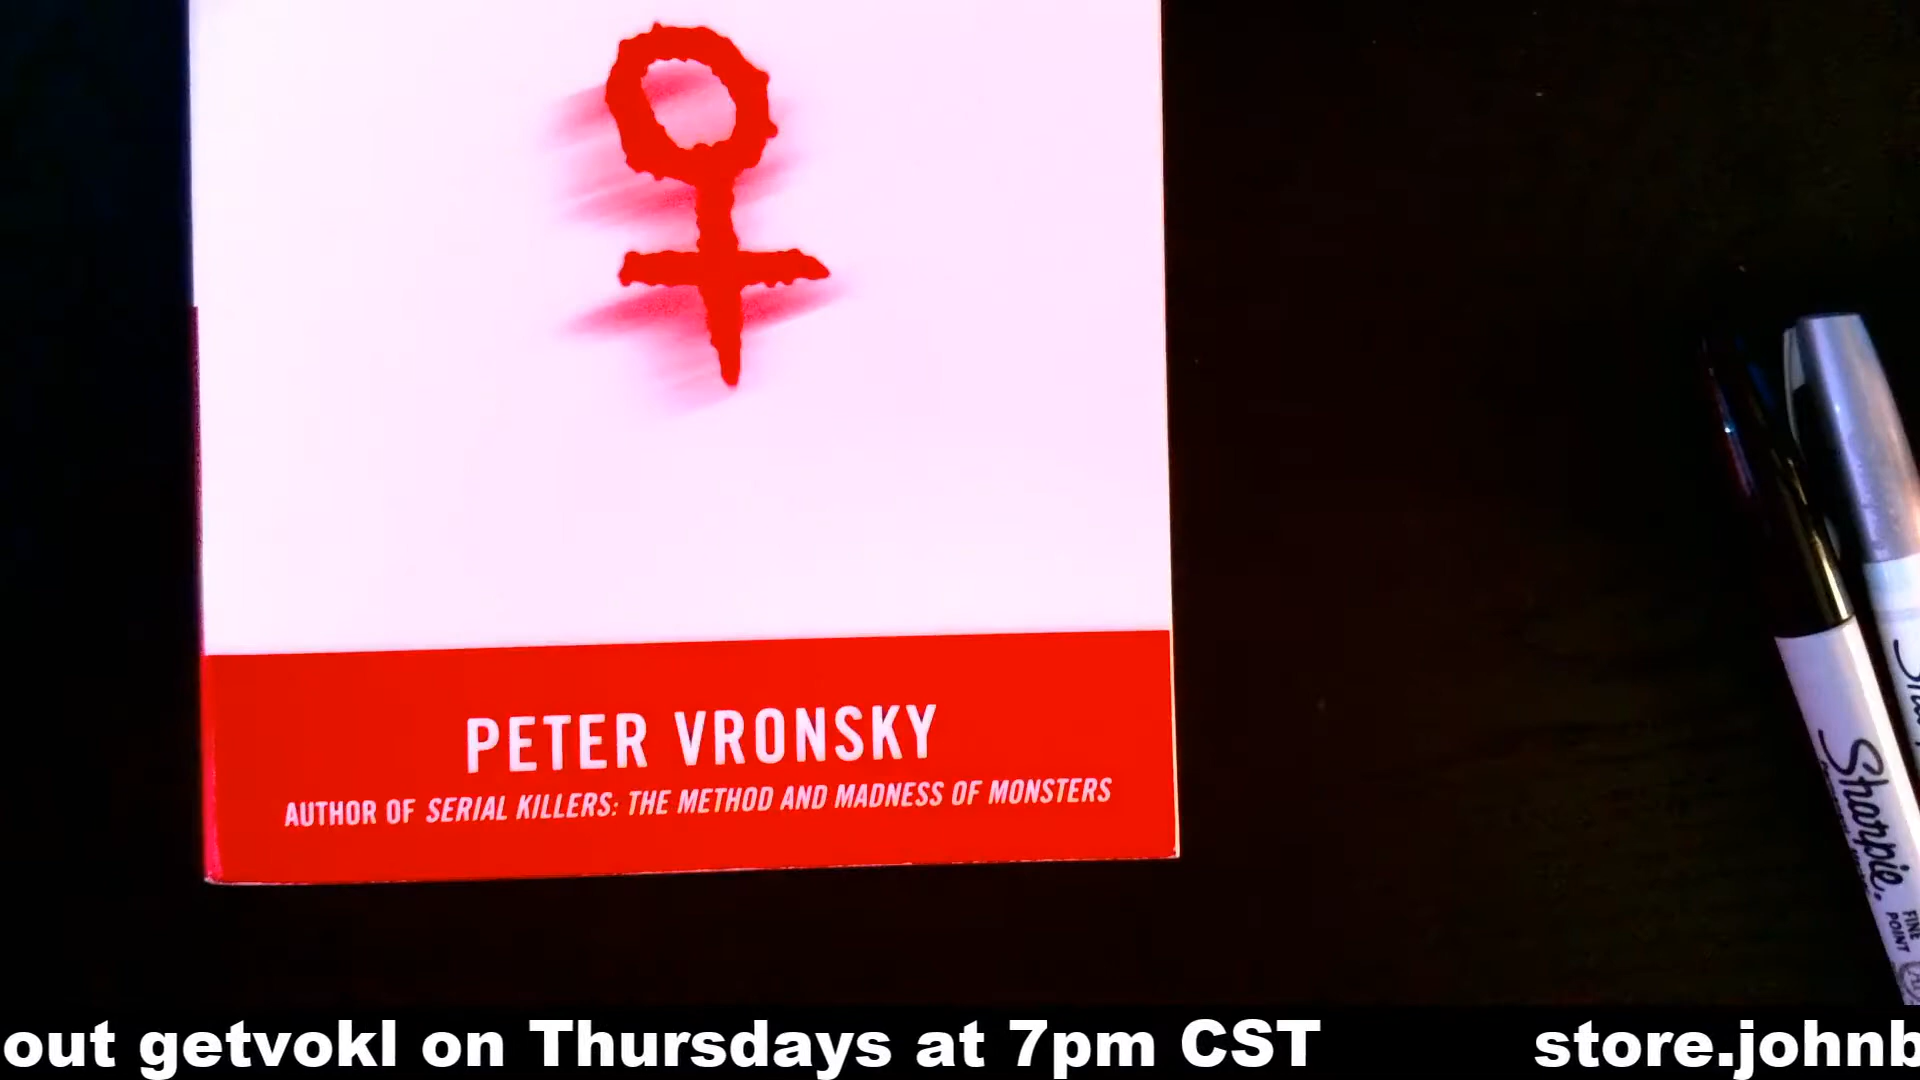 PETER VRONSKY
AUTHOR OF SERIAL KILLERS: THE METHOD AND MADNESS OF MONSTERS
Sharpie.
FINE
POINT
out getvokl on Thursdays at 7pm CST
store.johnb